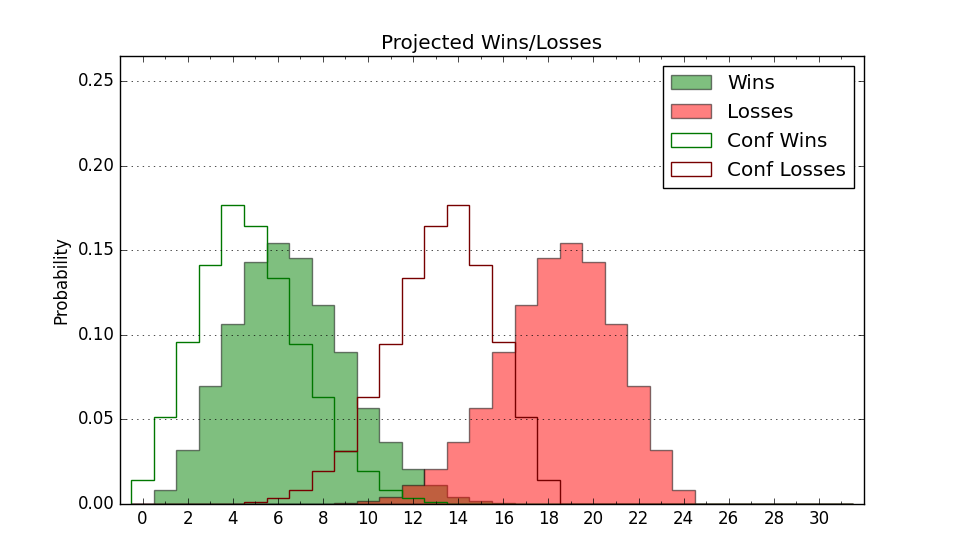 Projected Wins/Losses
Probability
0.25
0.20
0.15
0.10
0.05
0.00
0 2 4 6 8 10 12 14 16 18 20 22 24 26 28 30
Wins
Losses
Conf Wins
Conf Losses